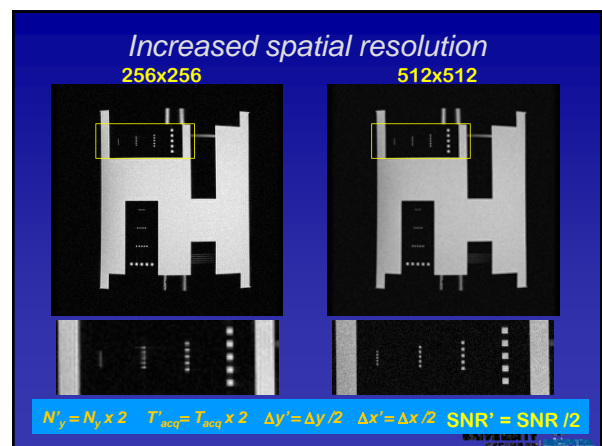 Increased spatial resolution
256x256 512x512
N'y = Ny x 2 T'acq = Tacq x 2 Δy' = Δy /2 Δx' = Δx /2 SNR' = SNR /2